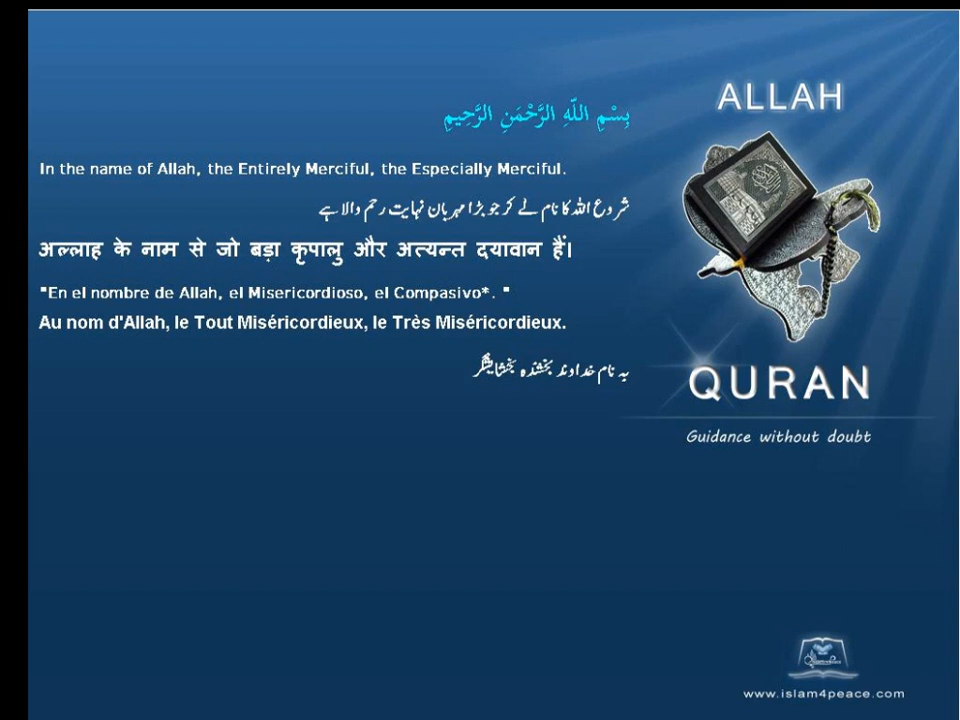 بِسْمِ اللّهِ الرَّحْمَنِ الرَّحِيمِ
In the name of Allah, the Entirely Merciful, the Especially Merciful.
شروع اللہ کا نام لے کر جو بڑا مہربان نہایت رحم والا ہے
अल्लाह के नाम से जो बड़ा कृपालु और अत्यन्त दयावान हैं।
"En el nombre de Allah, el Misericordioso, el Compasivo*. "
Au nom d'Allah, le Tout Miséricordieux, le Très Miséricordieux.
به نام خداوند بخشنده بخشایشگر
ALLAH
QURAN
Guidance without doubt
www.islam4peace.com